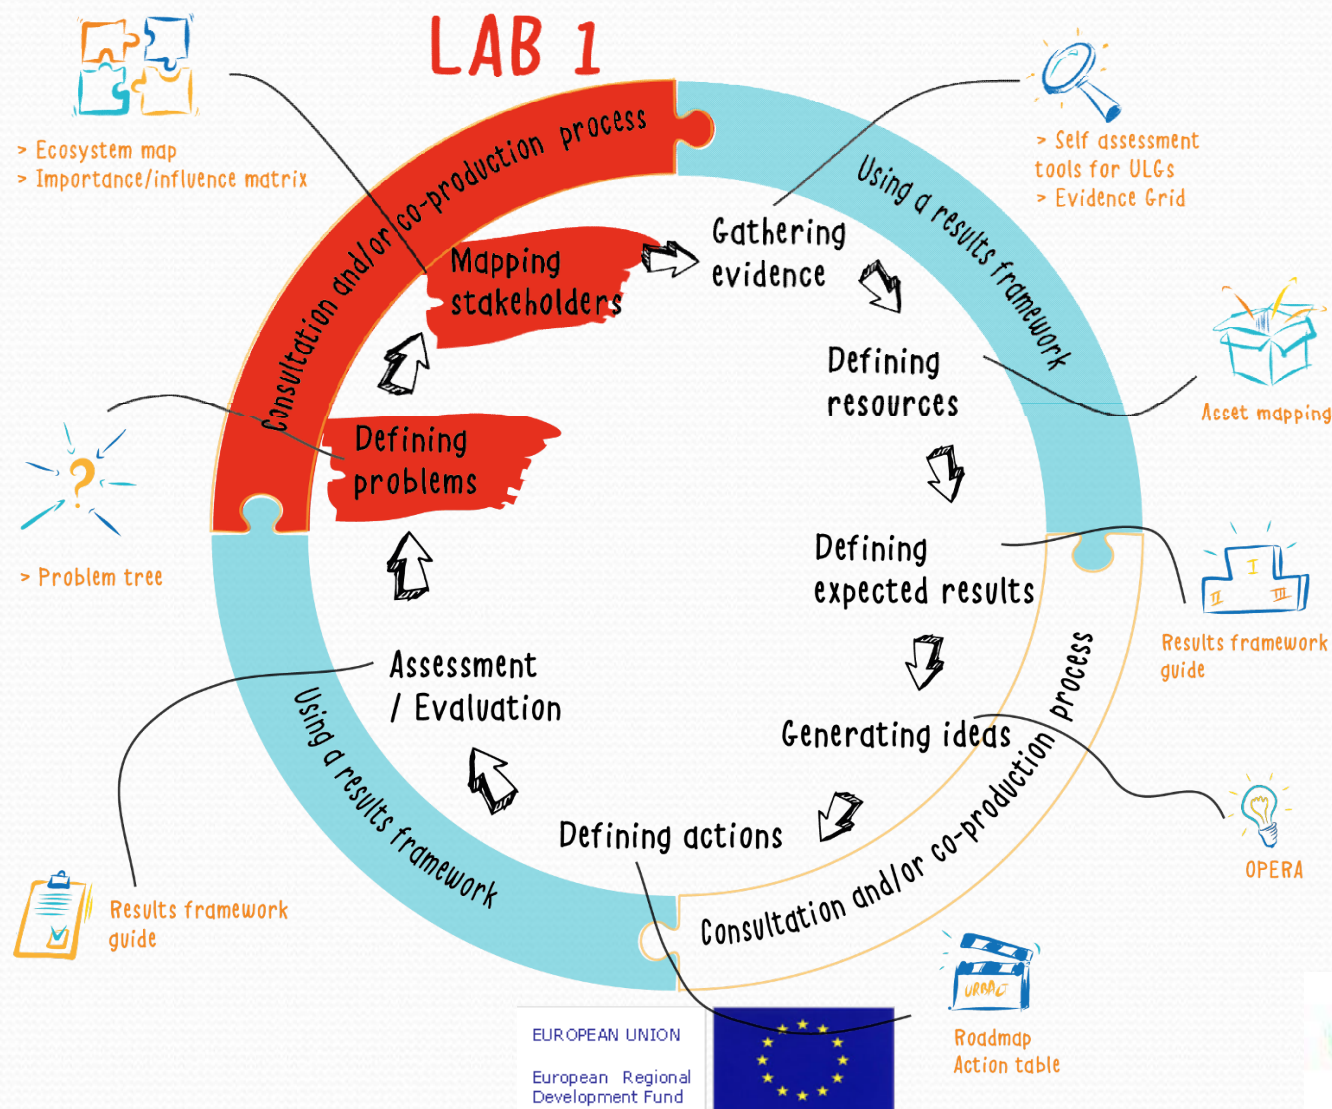 LAB 1
> Ecosystem map
> Importance/influence matrix
> Self assessment
tools for ULGs
> Evidence Grid
Consultation and/or co-production process
Using a results framework
Mapping
stakeholders
Gathering
evidence
Defining
resources
Accet mapping
Defining
problems
> Problem tree
Defining
expected results
I
II
III
Results framework
guide
Assessment
/ Evaluation
Generating ideas
Consultation and/or co-production process
Using a results framework
Defining actions
OPERA
Results framework
guide
URBACT
Roadmap
Action table
EUROPEAN UNION
European Regional
Development Fund